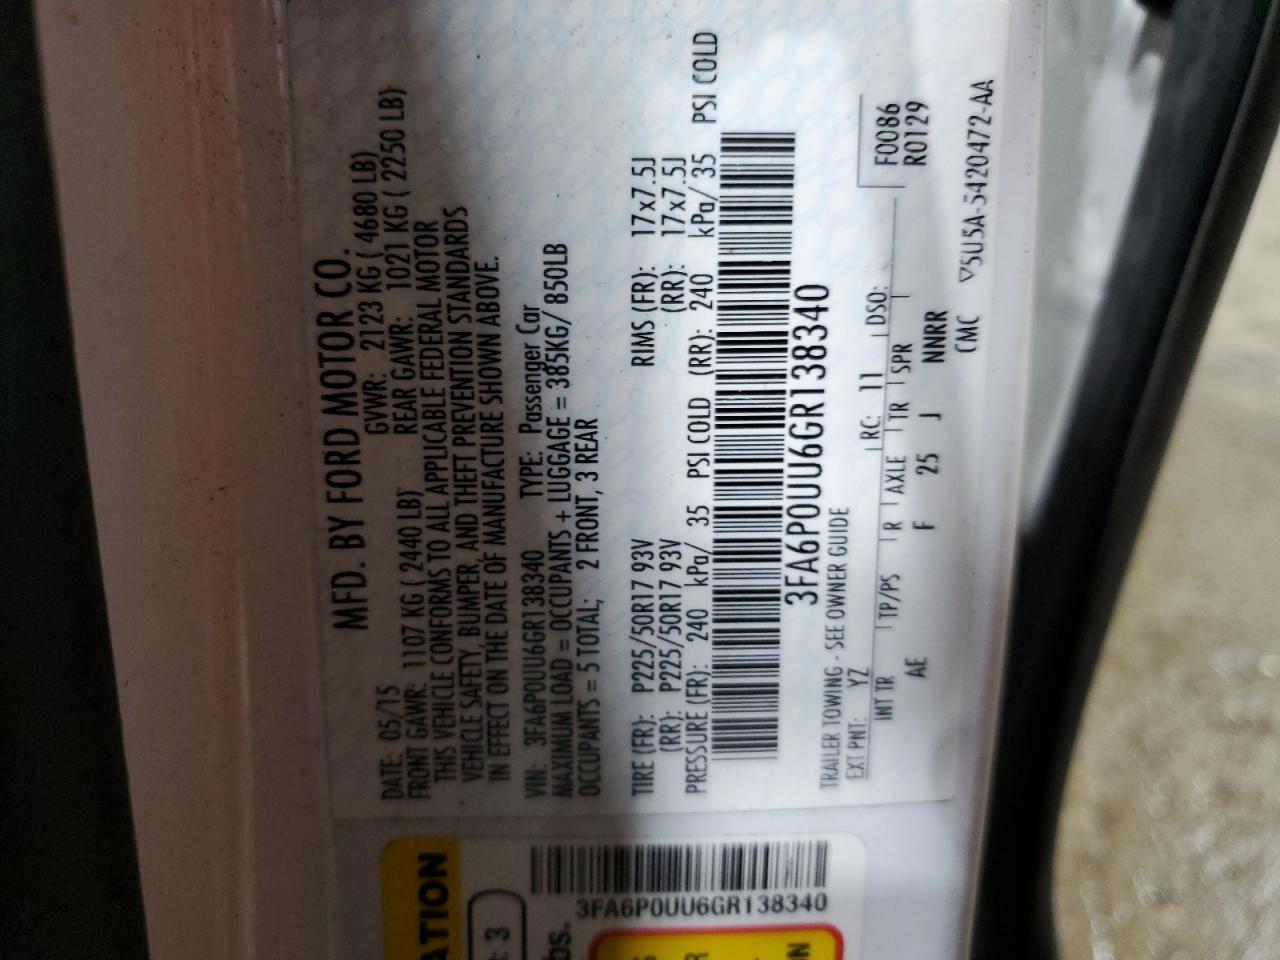 MFD. BY FORD MOTOR CO.
DATE: 05/15 GVWR: 2123 KG ( 4680 LB)
FRONT GAWR: 1107 KG ( 2440 LB) REAR GAWR: 1021 KG ( 2250 LB)
THIS VEHICLE CONFORMS TO ALL APPLICABLE FEDERAL MOTOR
VEHICLE SAFETY, BUMPER, AND THEFT PREVENTION STANDARDS
IN EFFECT ON THE DATE OF MANUFACTURE SHOWN ABOVE.
VIN: 3FA6P0UU6GR138340 TYPE: Passenger Car
MAXIMUM LOAD = OCCUPANTS + LUGGAGE = 385KG/ 850LB
OCCUPANTS = 5 TOTAL, 2 FRONT, 3 REAR
TIRE (FR): P225/50R17 93V RIMS (FR): 17x7.5J
(RR): P225/50R17 93V (RR): 17x7.5J
PRESSURE (FR): 240 kPa/ 35 PSI COLD (RR): 240 kPa/ 35 PSI COLD
3FA6P0UU6GR138340
TRAILER TOWING - SEE OWNER GUIDE
EXT PNT: YZ RC: 11 DSO: F0086
INT TR TP/PS R AXLE TR SPR R0129
AE F 25 J NNRR
CMC ▽5U5A-5420472-AA
3FA6P0UU6GR138340